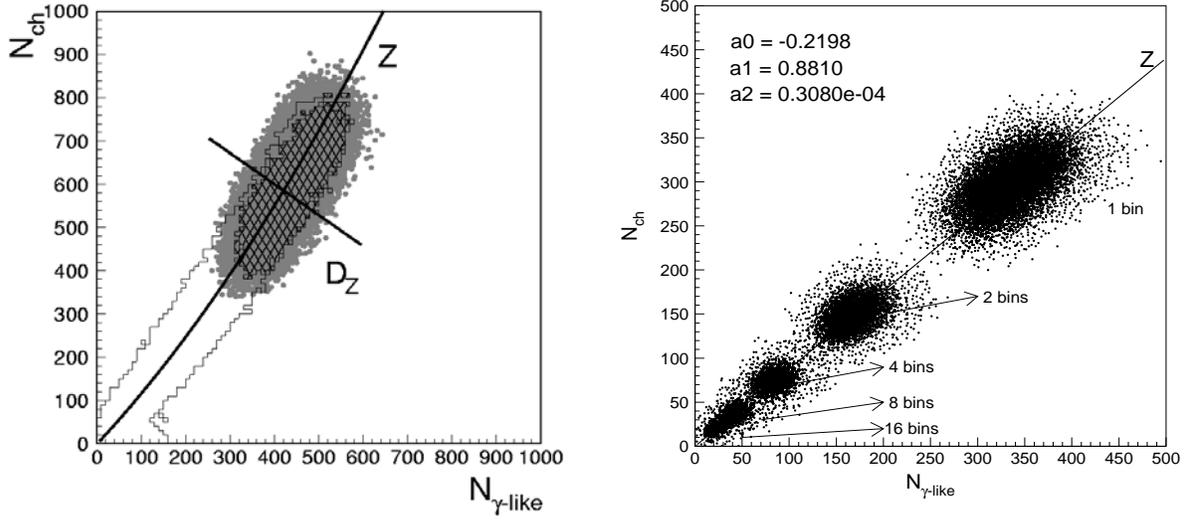 N_ch
1000
900
800
700
600
500
400
300
200
100
0
Z
D_Z
0 100 200 300 400 500 600 700 800 900 1000
N_γ-like
N_ch
500
450
400
350
300
250
200
150
100
50
0
a0 = -0.2198
a1 = 0.8810
a2 = 0.3080e-04
Z
1 bin
2 bins
4 bins
8 bins
16 bins
0 50 100 150 200 250 300 350 400 450 500
N_γ-like